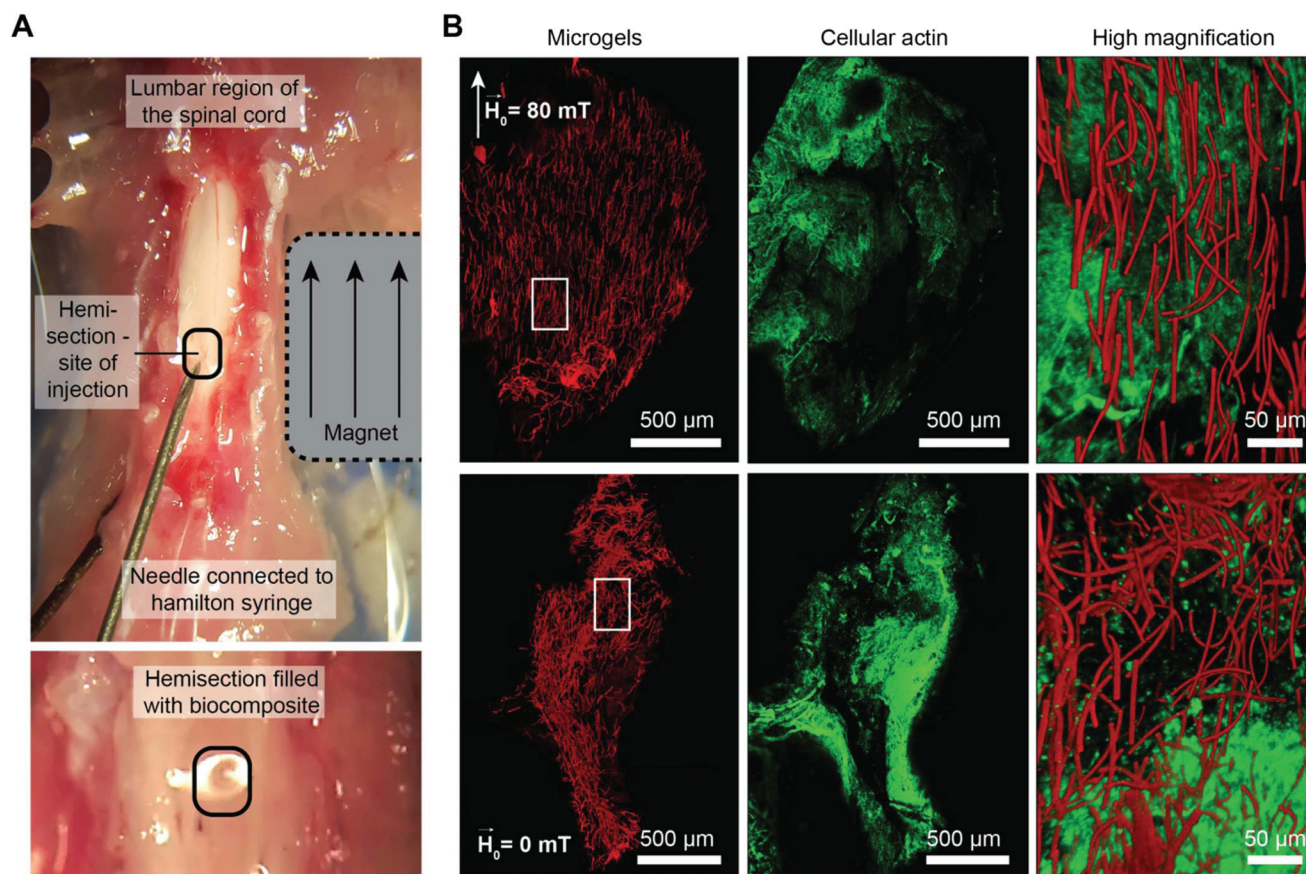 A
Lumbar region of
the spinal cord
Hemi-
section -
site of
injection
Magnet
Needle connected to
hamilton syringe
Hemisection filled
with biocomposite
B
Microgels
Cellular actin
High magnification
H₀= 80 mT
500 µm
500 µm
50 µm
H₀= 0 mT
500 µm
500 µm
50 µm